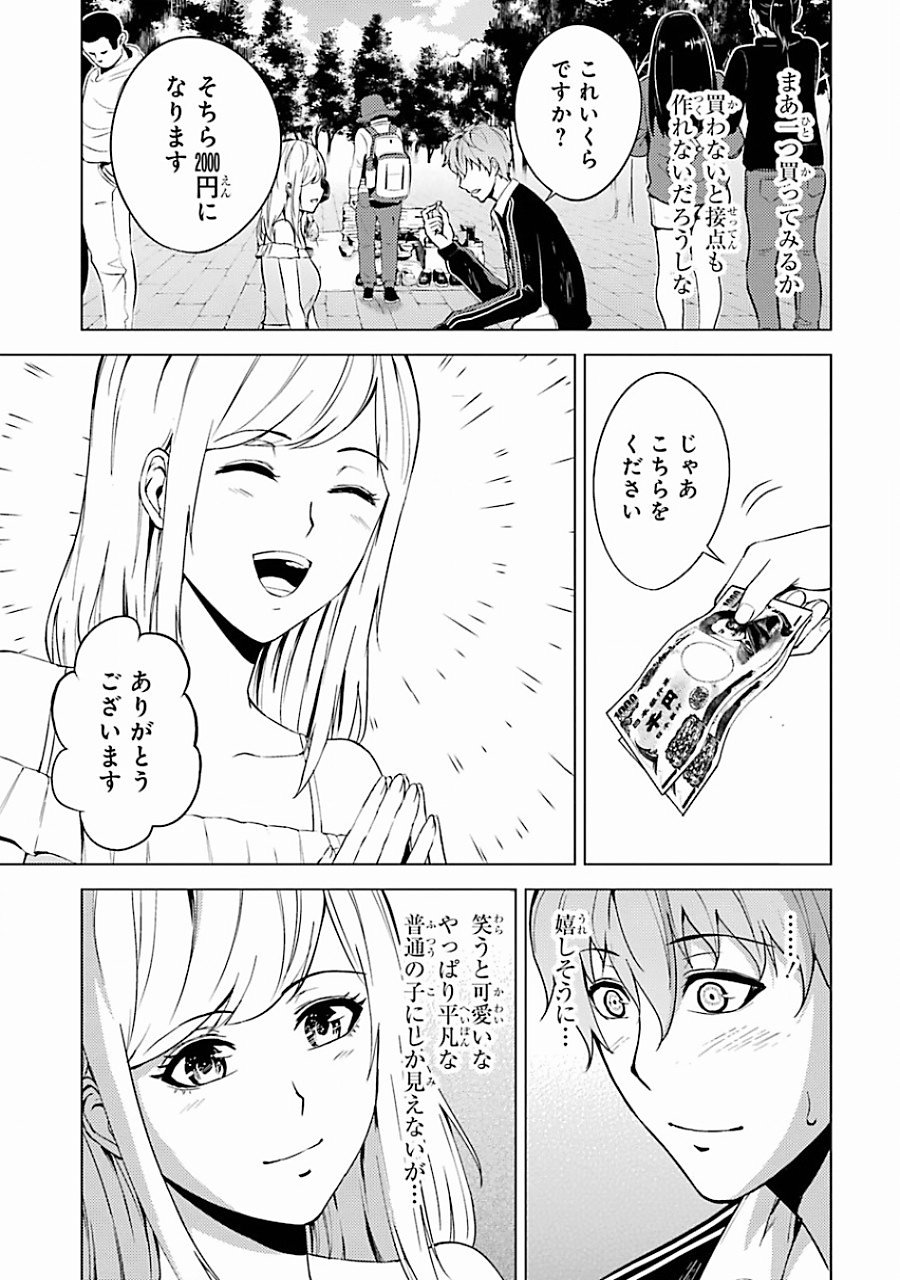 まあ一つ買ってみるか
買わないと接点も
作れないだろうしな
これいくら
ですか?
そちら2000円に
なります
じゃあ
こちらを
ください
1000
千円
1000
ありがとう
ございます
………!
嬉しそうに…
笑うと可愛いな
やっぱり平凡な
普通の子にしか見えないが…